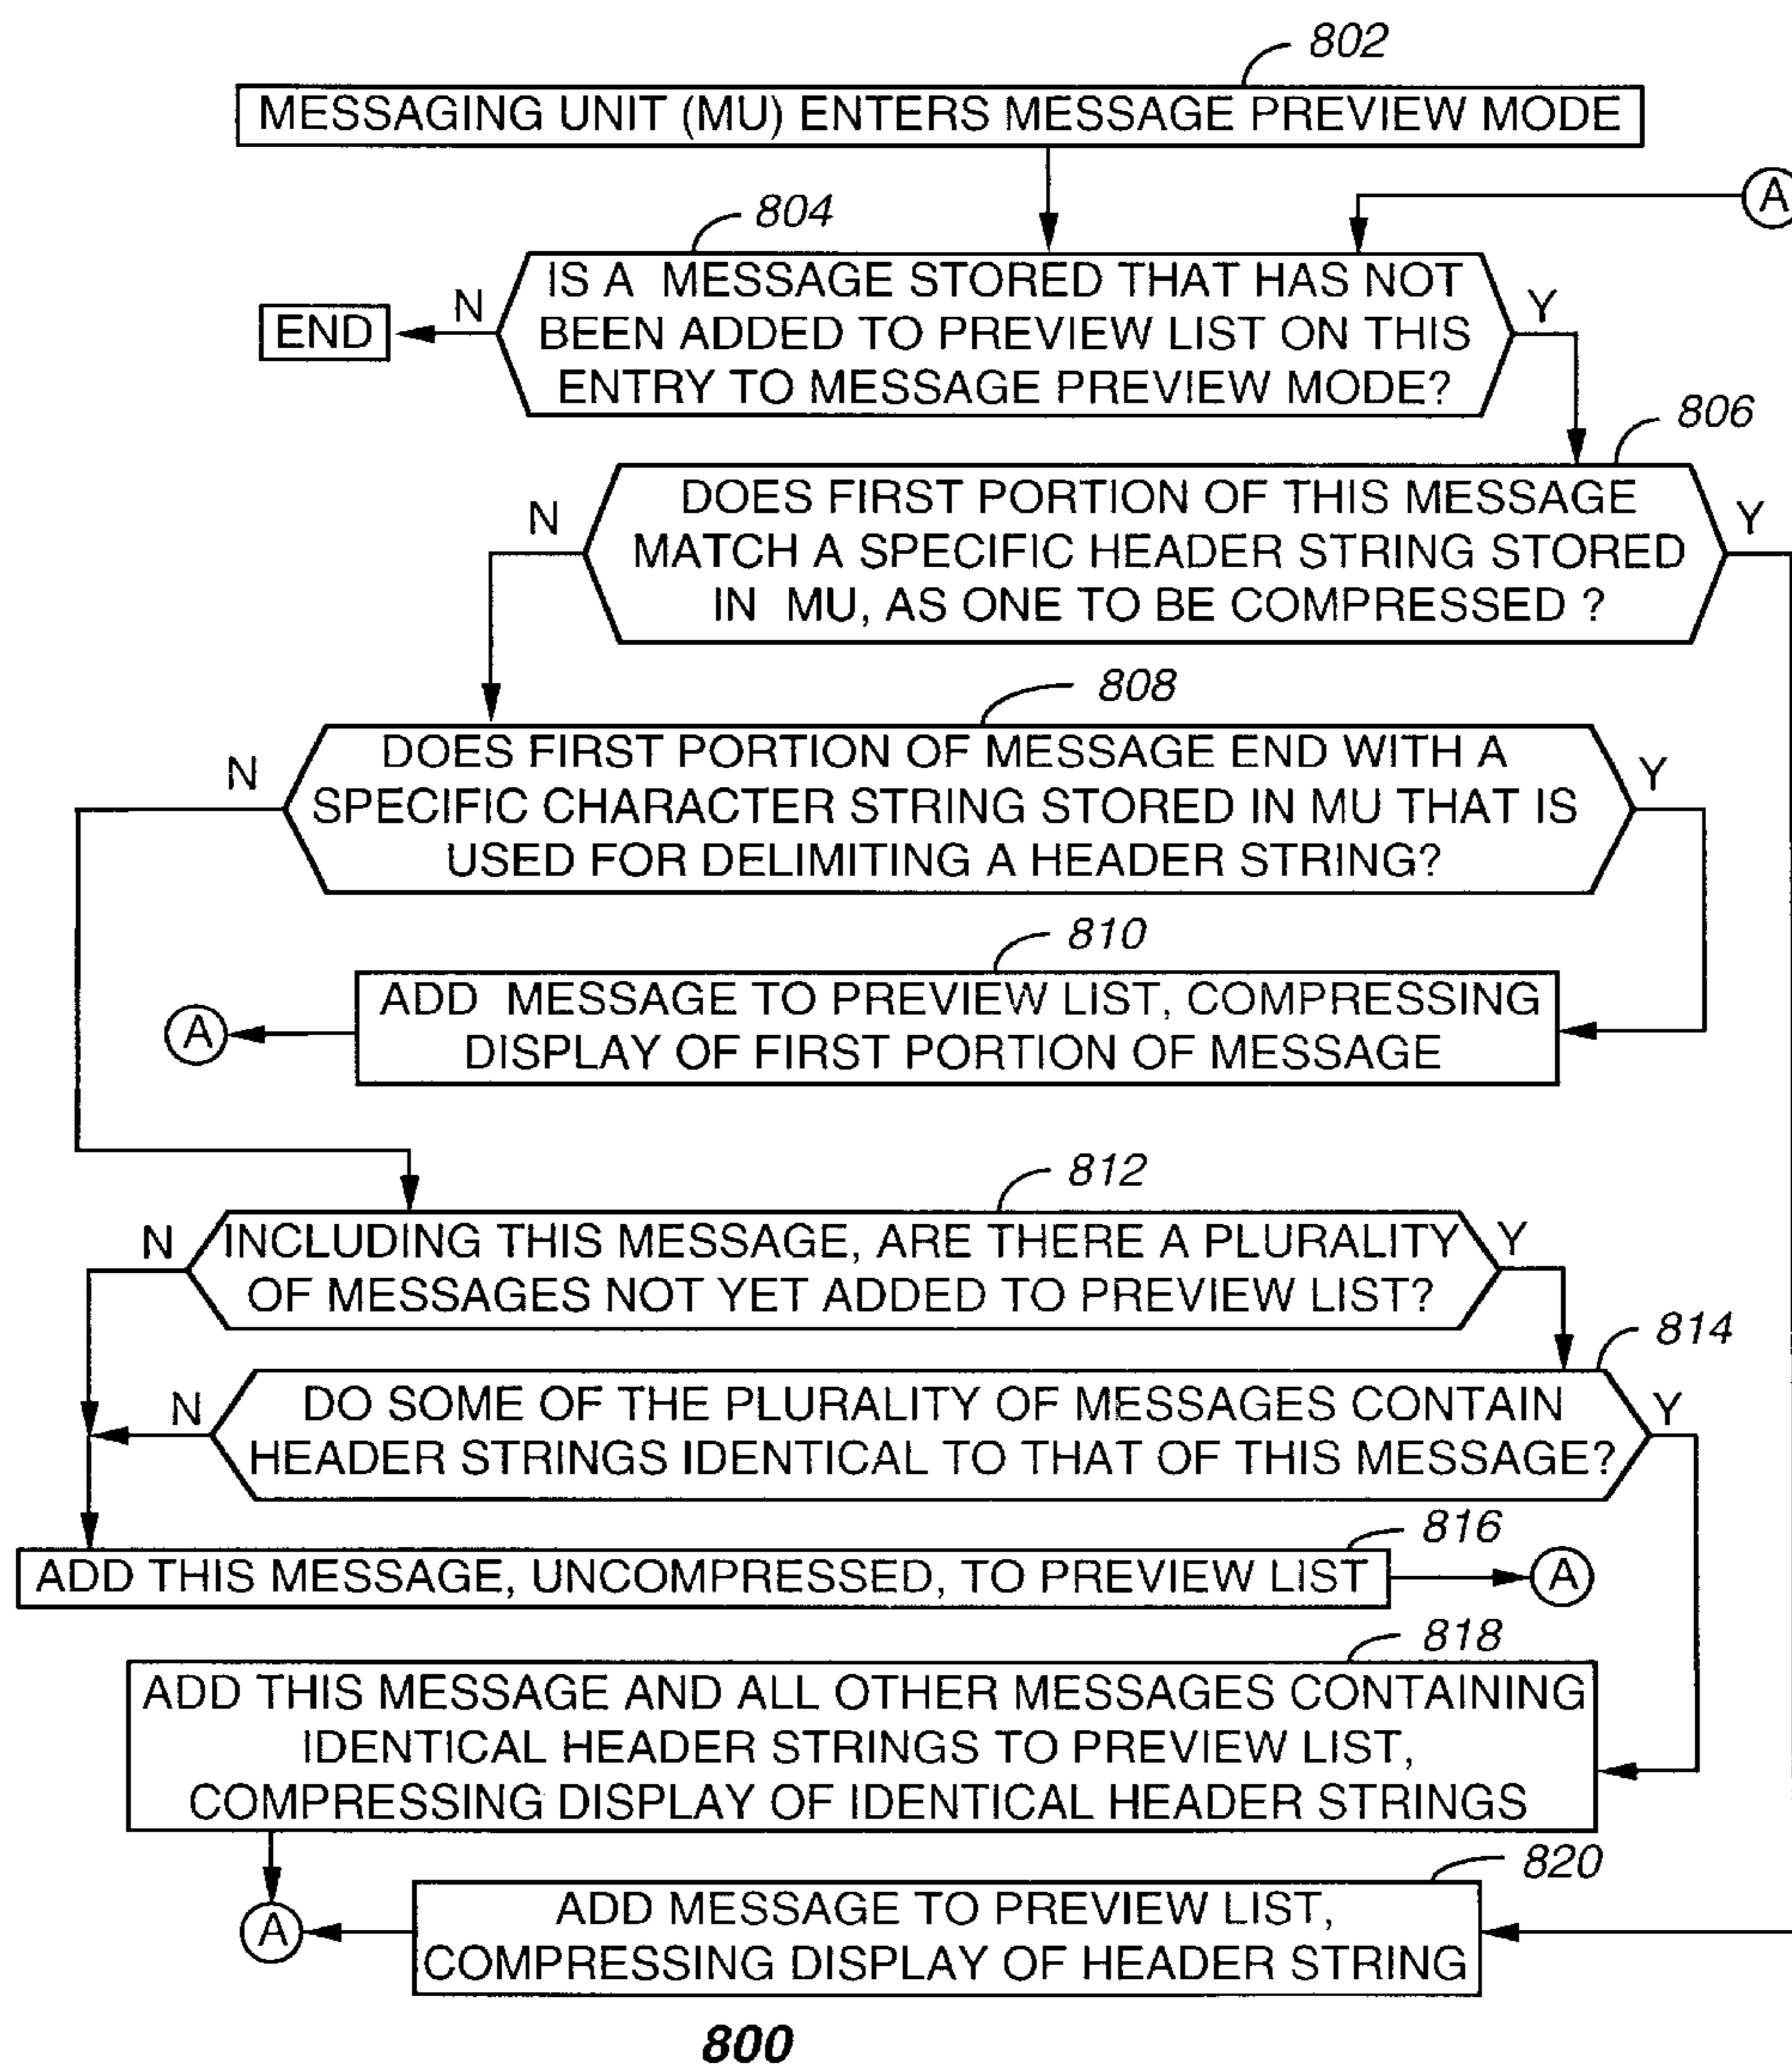 802
MESSAGING UNIT (MU) ENTERS MESSAGE PREVIEW MODE
A
804
IS A MESSAGE STORED THAT HAS NOT
BEEN ADDED TO PREVIEW LIST ON THIS
ENTRY TO MESSAGE PREVIEW MODE?
N
Y
END
806
DOES FIRST PORTION OF THIS MESSAGE
MATCH A SPECIFIC HEADER STRING STORED
IN MU, AS ONE TO BE COMPRESSED ?
N
Y
808
DOES FIRST PORTION OF MESSAGE END WITH A
SPECIFIC CHARACTER STRING STORED IN MU THAT IS
USED FOR DELIMITING A HEADER STRING?
N
Y
810
ADD MESSAGE TO PREVIEW LIST, COMPRESSING
DISPLAY OF FIRST PORTION OF MESSAGE
A
812
N
INCLUDING THIS MESSAGE, ARE THERE A PLURALITY
OF MESSAGES NOT YET ADDED TO PREVIEW LIST?
Y
814
N
DO SOME OF THE PLURALITY OF MESSAGES CONTAIN
HEADER STRINGS IDENTICAL TO THAT OF THIS MESSAGE?
Y
816
ADD THIS MESSAGE, UNCOMPRESSED, TO PREVIEW LIST
A
818
ADD THIS MESSAGE AND ALL OTHER MESSAGES CONTAINING
IDENTICAL HEADER STRINGS TO PREVIEW LIST,
COMPRESSING DISPLAY OF IDENTICAL HEADER STRINGS
820
A
ADD MESSAGE TO PREVIEW LIST,
COMPRESSING DISPLAY OF HEADER STRING
800